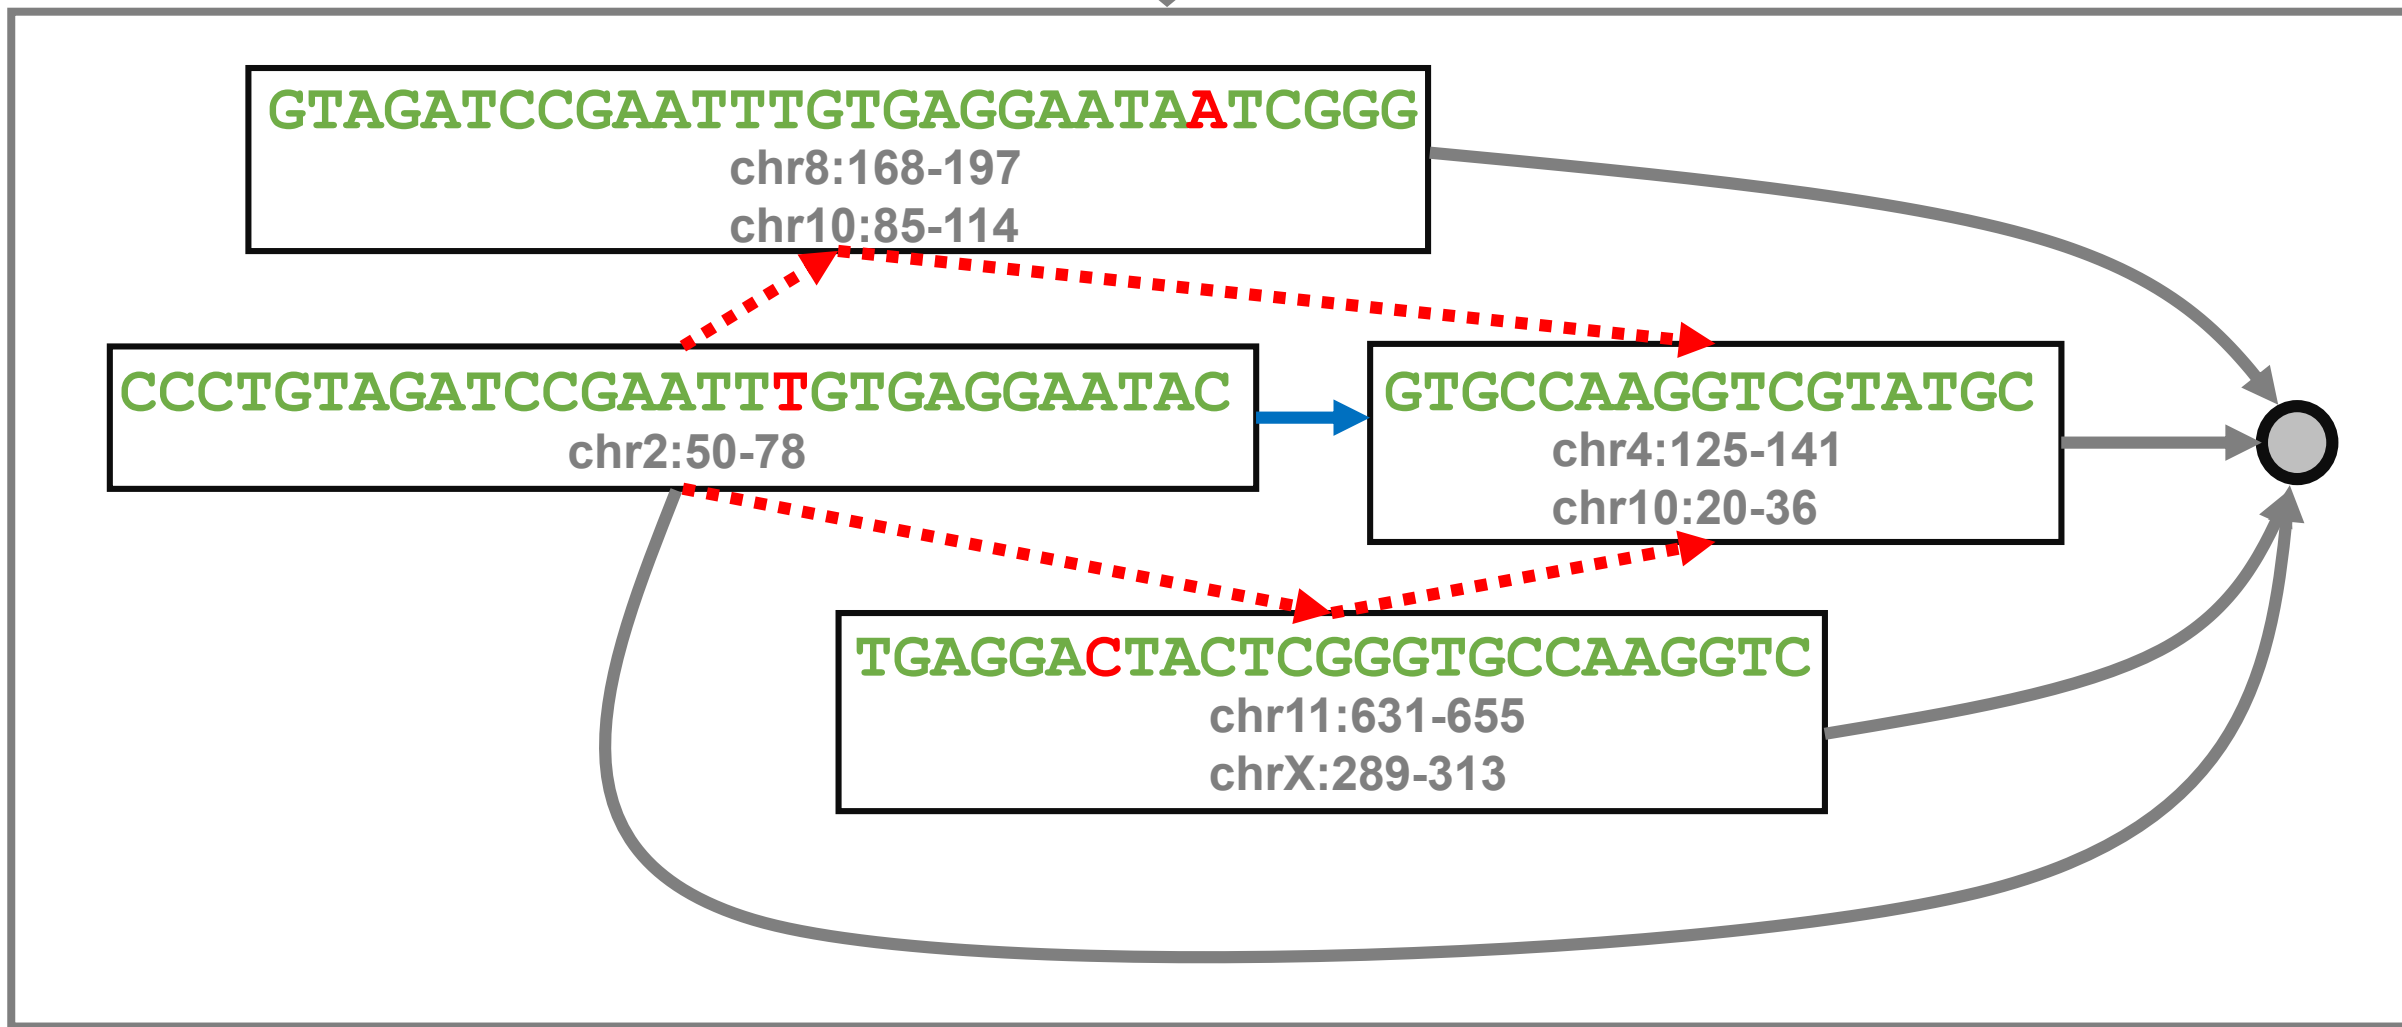 GTAGATCCGAATTTGTGAGGAATAATCGGG
chr8:168-197
chr10:85-114
CCCTGTAGATCCGAATTTGTGAGGAATAC
chr2:50-78
GTGCCAAGGTCGTATGC
chr4:125-141
chr10:20-36
TGAGGACTACTCGGGTGCCAAGGTC
chr11:631-655
chrX:289-313